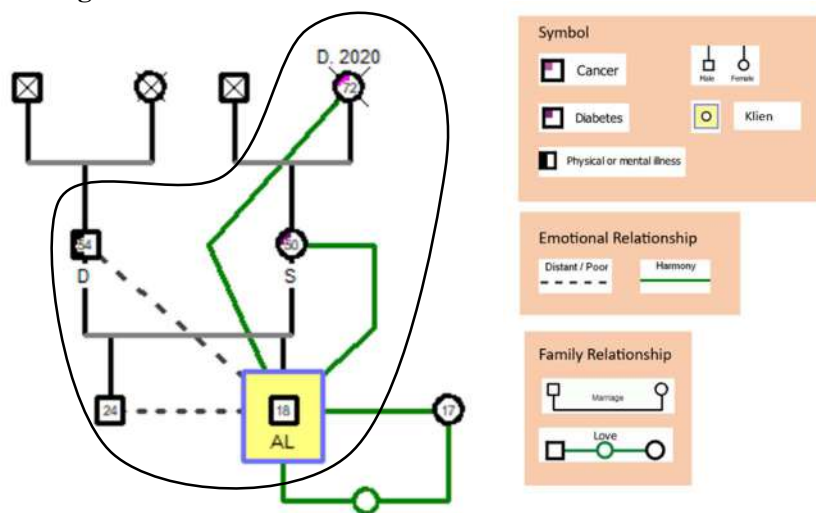 D. 2020
72
54
50
D
S
24
18
AL
17
Symbol
Cancer
Male
Female
Diabetes
Klien
Physical or mental illness
Emotional Relationship
Distant / Poor
Harmony
Family Relationship
Marriage
Love